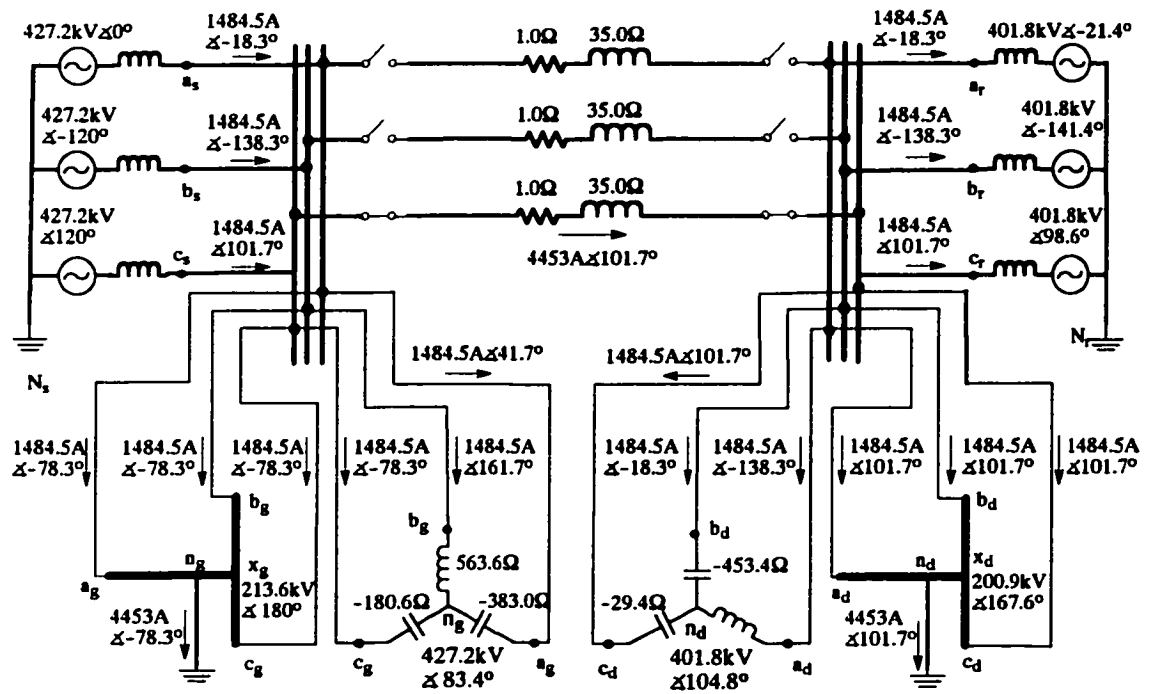 427.2kV∡0°
1484.5A
∡-18.3°
1.0Ω
35.0Ω
1484.5A
∡-18.3°
401.8kV∡-21.4°
a_s
a_r
427.2kV
∡-120°
1484.5A
∡-138.3°
1.0Ω
35.0Ω
1484.5A
∡-138.3°
401.8kV
∡-141.4°
b_s
b_r
427.2kV
∡120°
1484.5A
∡101.7°
1.0Ω
35.0Ω
4453A∡101.7°
1484.5A
∡101.7°
401.8kV
∡98.6°
c_s
c_r
N_s
N_r
1484.5A∡41.7°
1484.5A∡101.7°
1484.5A
∡-78.3°
1484.5A
∡-78.3°
1484.5A
∡-78.3°
1484.5A
∡-78.3°
1484.5A
∡161.7°
1484.5A
∡-18.3°
1484.5A
∡-138.3°
1484.5A
∡101.7°
1484.5A
∡101.7°
1484.5A
∡101.7°
b_g
n_g
x_g
a_g
213.6kV
∡180°
4453A
∡-78.3°
c_g
b_g
563.6Ω
-180.6Ω
-383.0Ω
n_g
c_g
427.2kV
∡83.4°
a_g
b_d
-453.4Ω
-29.4Ω
n_d
c_d
401.8kV
∡104.8°
a_d
b_d
n_d
x_d
a_d
200.9kV
∡167.6°
4453A
∡101.7°
c_d